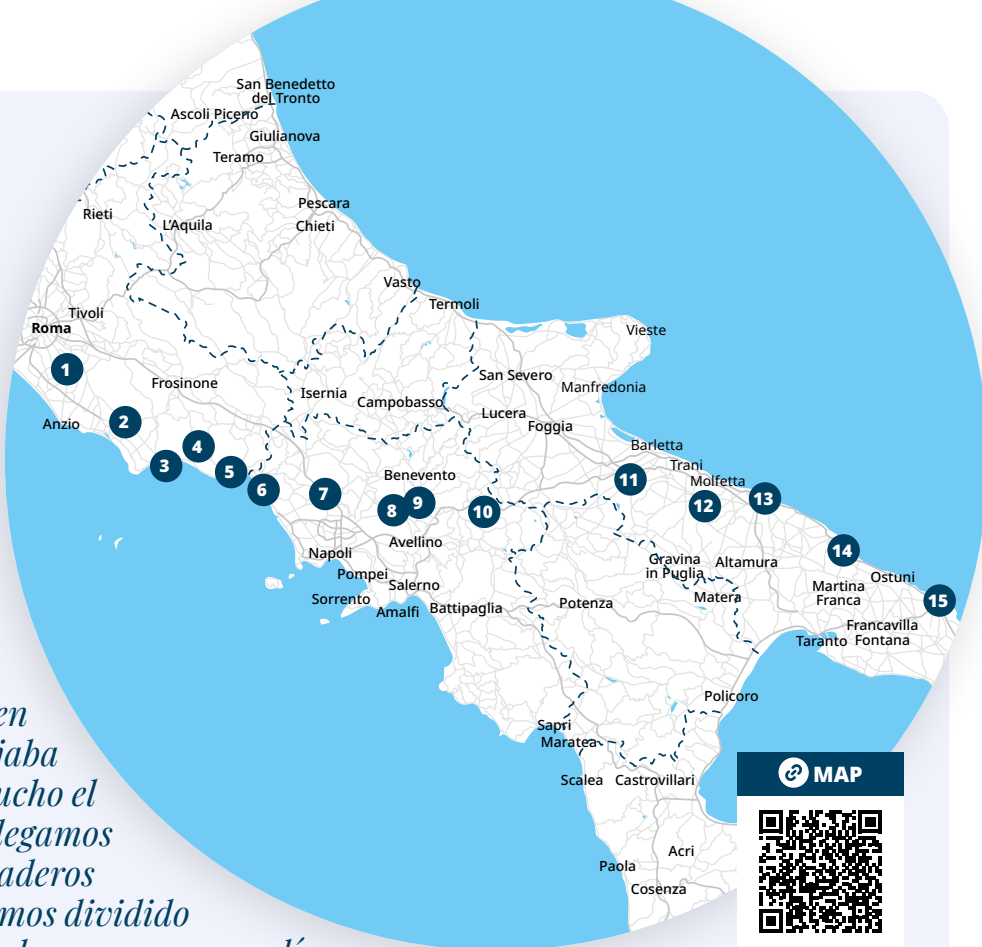 San Benedetto
del Tronto
Ascoli Piceno
Giulianova
Teramo
Pescara
Rieti
L'Aquila
Chieti
Vasto
Termoli
Tivoli
Roma
Vieste
1
Frosinone
San Severo
Isernia
Manfredonia
Campobasso
Anzio
2
Lucera
Foggia
4
Barletta
3
5
Trani
Benevento
11
Molfetta
6
7
13
8
9
10
12
Avellino
14
Napoli
Gravina
in Puglia
Altamura
Pompei
Salerno
Ostuni
Martina
Franca
Sorrento
Matera
15
Amalfi
Battipaglia
Potenza
Francavilla
Fontana
Taranto
Policoro
en
jaba
ucho el
legamos
aderos
mos dividido
Sapri
Maratea
Scalea
Castrovillari
MAP
Acri
Paola
Cosenza